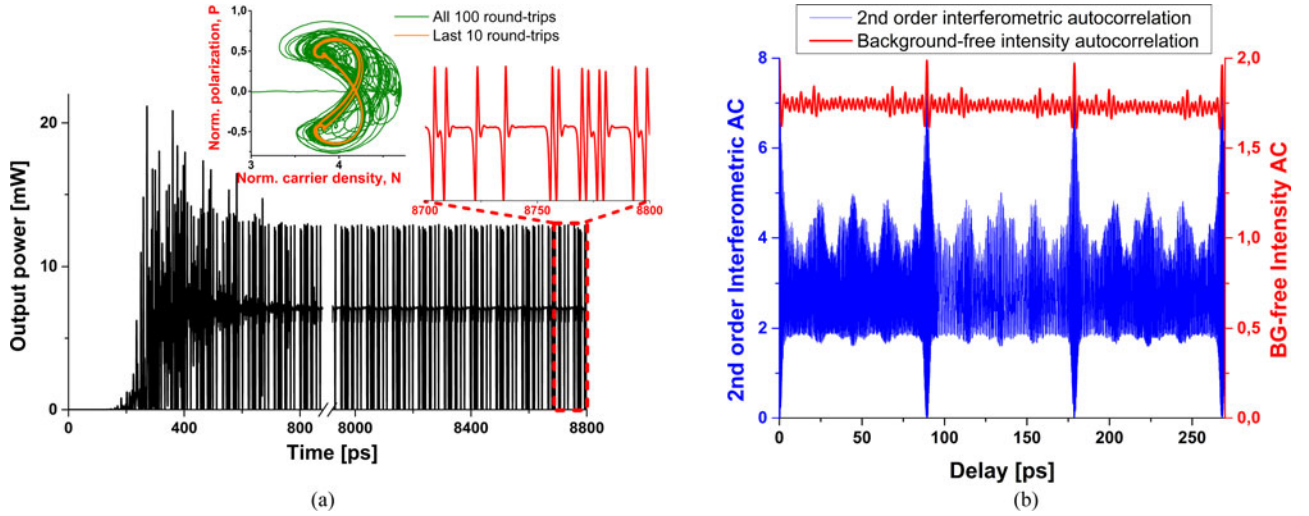 All 100 round-trips
Last 10 round-trips
Norm. polarization, P
1,0
0,5
0,0
-0,5
3
4
Norm. carrier density, N
8700
8750
8800
Output power [mW]
20
10
0
0
400
800
8000
8400
8800
Time [ps]
(a)
2nd order interferometric autocorrelation
Background-free intensity autocorrelation
2nd order Interferometric AC
8
6
4
2
0
2,0
1,5
1,0
0,5
0,0
BG-free Intensity AC
0
50
100
150
200
250
Delay [ps]
(b)